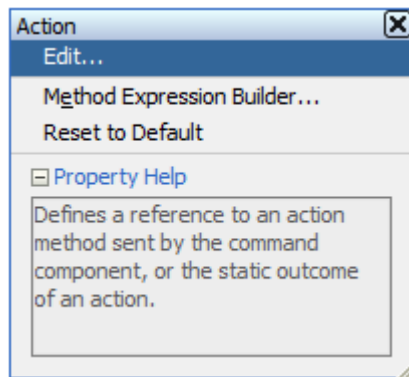 Action
Edit...
Method Expression Builder...
Reset to Default
Property Help
Defines a reference to an action
method sent by the command
component, or the static outcome
of an action.